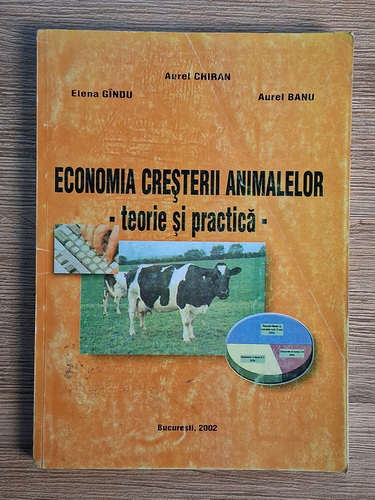 Aurel CHIRAN
Elena GÎNDU
Aurel BANU
ECONOMIA CREŞTERII ANIMALELOR
- teorie şi practică -
Bucureşti, 2002